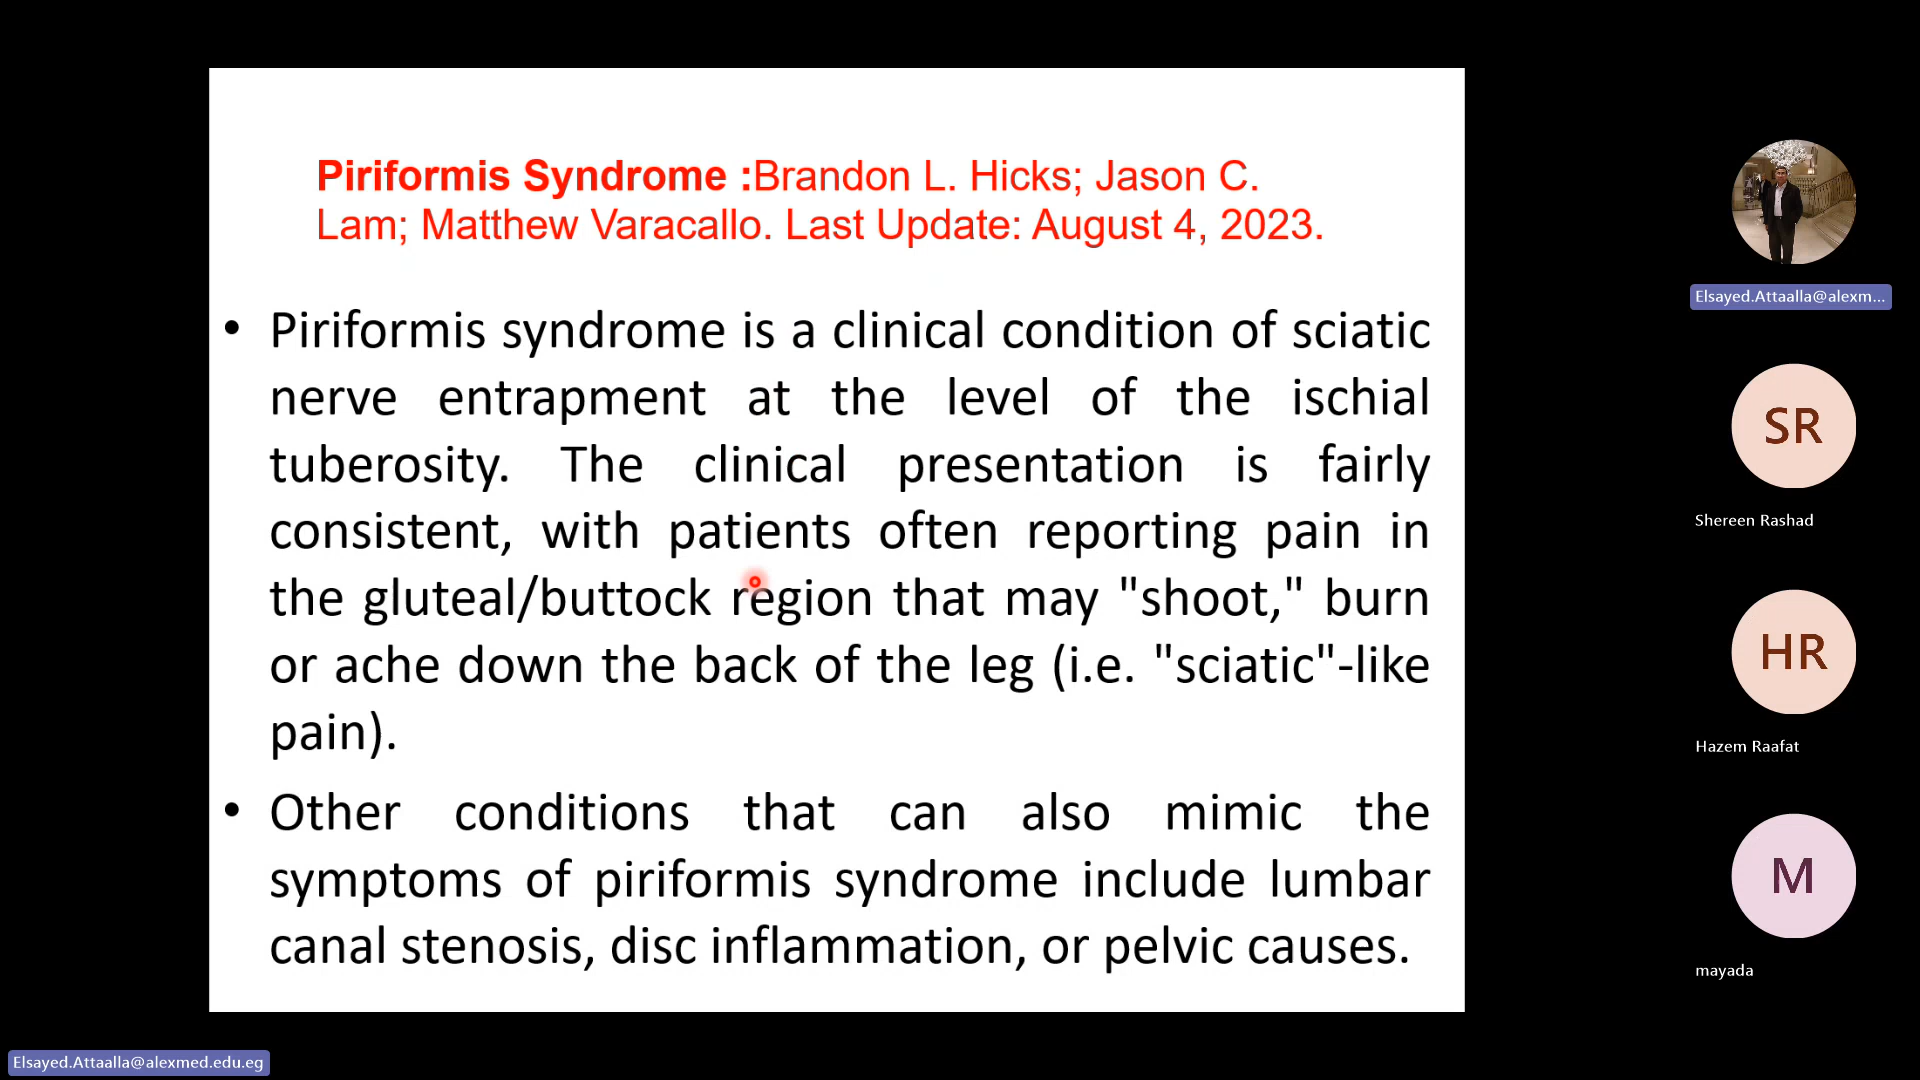 Piriformis Syndrome :Brandon L. Hicks; Jason C.
Lam; Matthew Varacallo. Last Update: August 4, 2023.
• Piriformis syndrome is a clinical condition of sciatic
nerve entrapment at the level of the ischial
tuberosity. The clinical presentation is fairly
consistent, with patients often reporting pain in
the gluteal/buttock region that may "shoot," burn
or ache down the back of the leg (i.e. "sciatic"-like
pain).
• Other conditions that can also mimic the
symptoms of piriformis syndrome include lumbar
canal stenosis, disc inflammation, or pelvic causes.
Elsayed.Attaalla@alexm...
SR
Shereen Rashad
HR
Hazem Raafat
M
mayada
Elsayed.Attaalla@alexmed.edu.eg